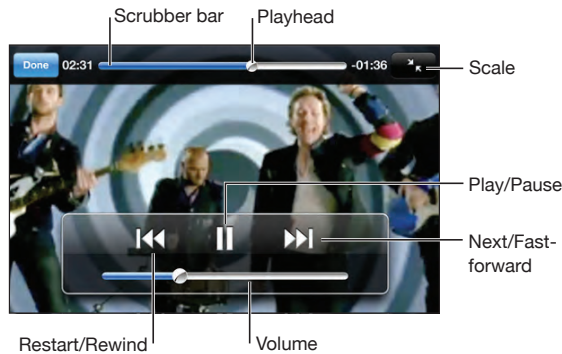 Scrubber bar
Playhead
Done
02:31
-01:36
Scale
Play/Pause
Next/Fast-
forward
Restart/Rewind
Volume